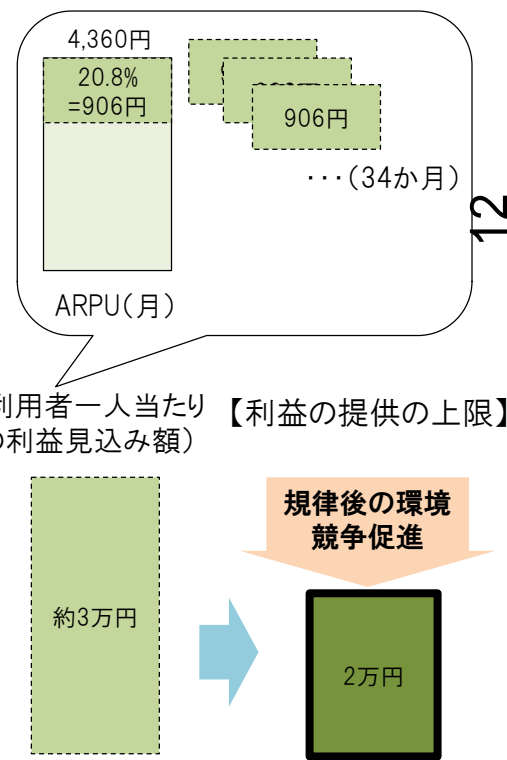 4,360円
20.8%
=906円
906円
･･･(34か月)
12
ARPU(月)
利用者一人当たり
の利益見込み額)
【利益の提供の上限】
規律後の環境
競争促進
約3万円
2万円